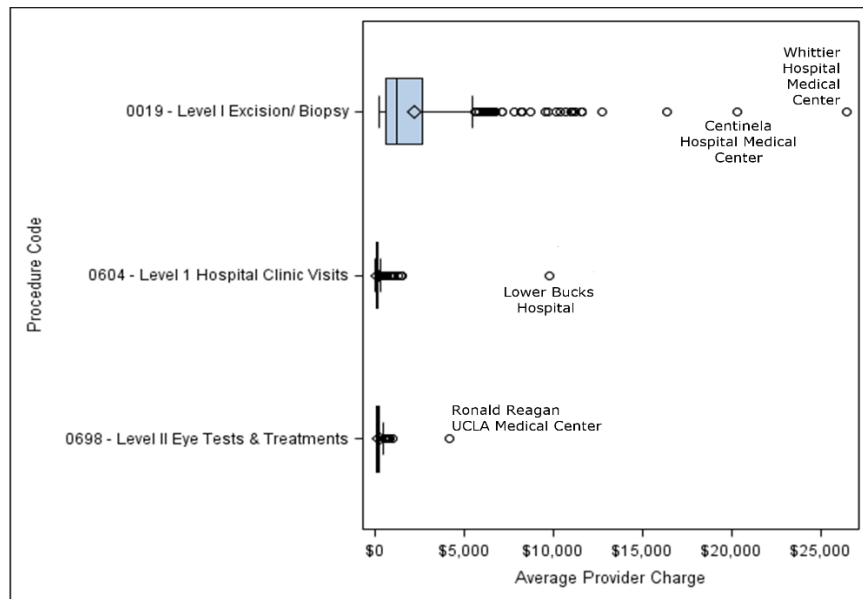 Whittier
Hospital
Medical
Center
0019 - Level I Excision/ Biopsy
Centinela
Hospital Medical
Center
Procedure Code
0604 - Level 1 Hospital Clinic Visits
Lower Bucks
Hospital
Ronald Reagan
UCLA Medical Center
0698 - Level II Eye Tests & Treatments
$0
$5,000
$10,000
$15,000
$20,000
$25,000
Average Provider Charge